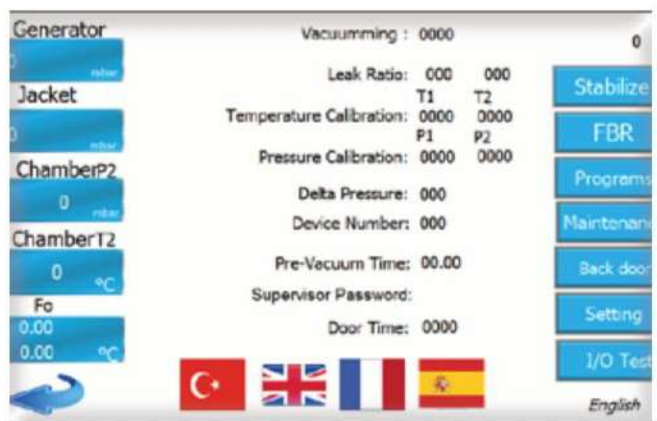 Generator
0
mbar
Jacket
0
mbar
ChamberP2
0
mbar
ChamberT2
0
°C
Fo
0.00
0.00 °C
Vacuumming : 0000
Leak Ratio: 000 000
T1 T2
Temperature Calibration: 0000 0000
P1 P2
Pressure Calibration: 0000 0000
Delta Pressure: 000
Device Number: 000
Pre-Vacuum Time: 00.00
Supervisor Password:
Door Time: 0000
0
Stabilize
FBR
Programs
Maintenan
Back door
Setting
I/O Test
English